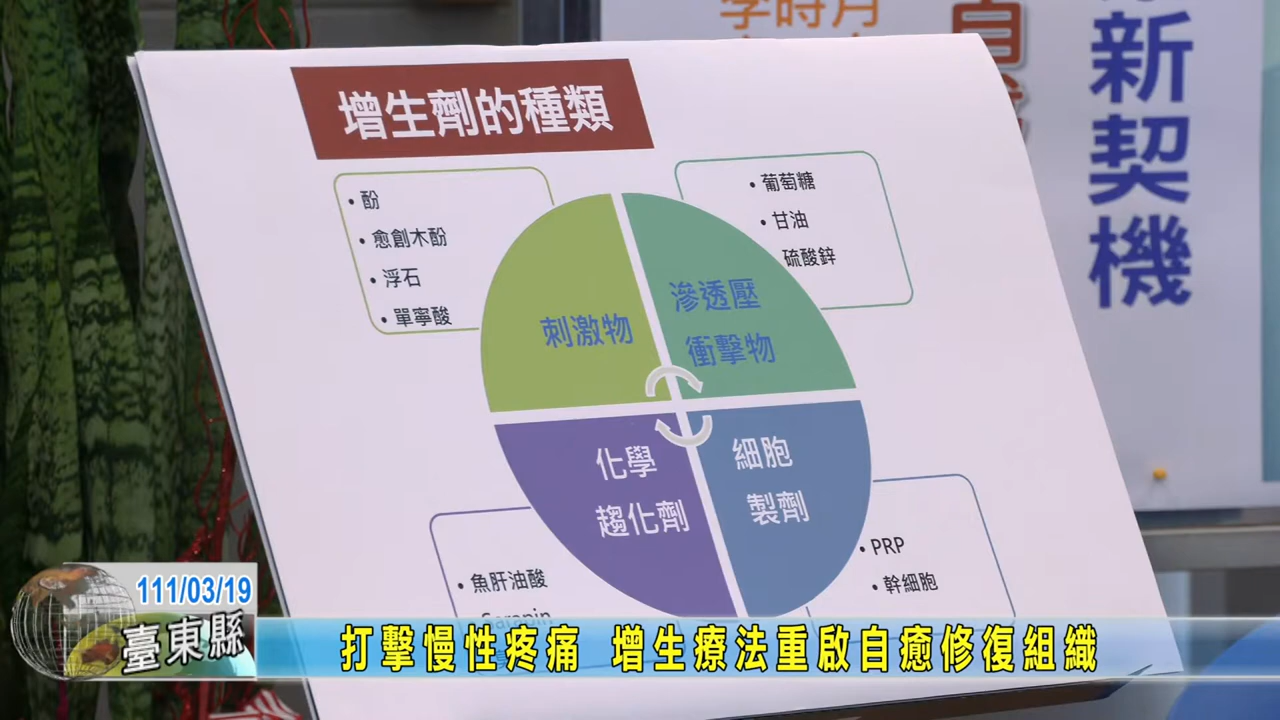 增生劑的種類
• 酚
• 愈創木酚
• 浮石
• 單寧酸
• 葡萄糖
• 甘油
硫酸鋅
刺激物
滲透壓
衝擊物
化學
趨化劑
細胞
製劑
• 魚肝油酸
• PRP
• 幹細胞
季時月
新契機
111/03/19
臺東縣
打擊慢性疼痛 增生療法重啟自癒修復組織